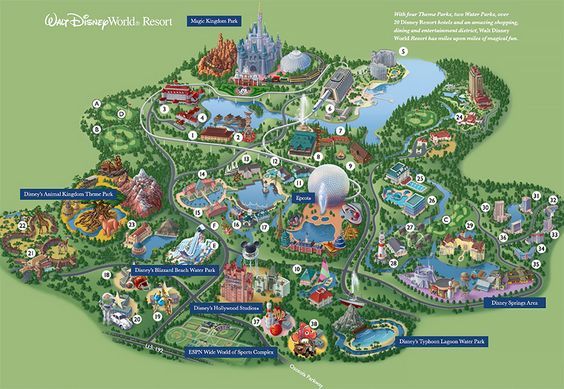 WALT DISNEY World® Resort
Magic Kingdom Park
With four Theme Parks, two Water Parks, over
20 Disney Resort hotels and an amazing shopping,
dining and entertainment district, Walt Disney
World Resort has miles upon miles of magical fun.
5
A
D
B
3
4
6
24
1
2
7
8
9
14
13
12
11
Disney's Animal Kingdom Theme Park
Epcot®
25
26
C
29
30
31
32
15
16
17
22
23
F
E
27
28
36
33
34
21
Disney's Blizzard Beach Water Park
18
10
35
20
19
Disney's Hollywood Studios®
Disney Springs Area
37
38
Disney's Typhoon Lagoon Water Park
U.S. 192
ESPN Wide World of Sports Complex
Osceola Parkway